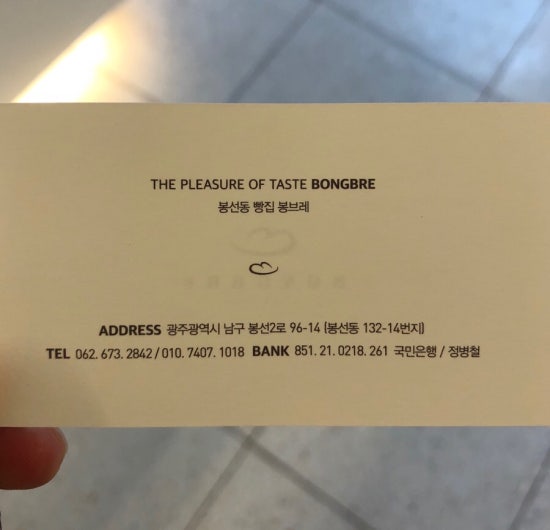 THE PLEASURE OF TASTE BONGBRE
봉선동 빵집 봉브레
ADDRESS 광주광역시 남구 봉선2로 96-14 (봉선동 132-14번지)
TEL 062. 673. 2842 / 010. 7407. 1018 BANK 851. 21. 0218. 261 국민은행 / 정병철